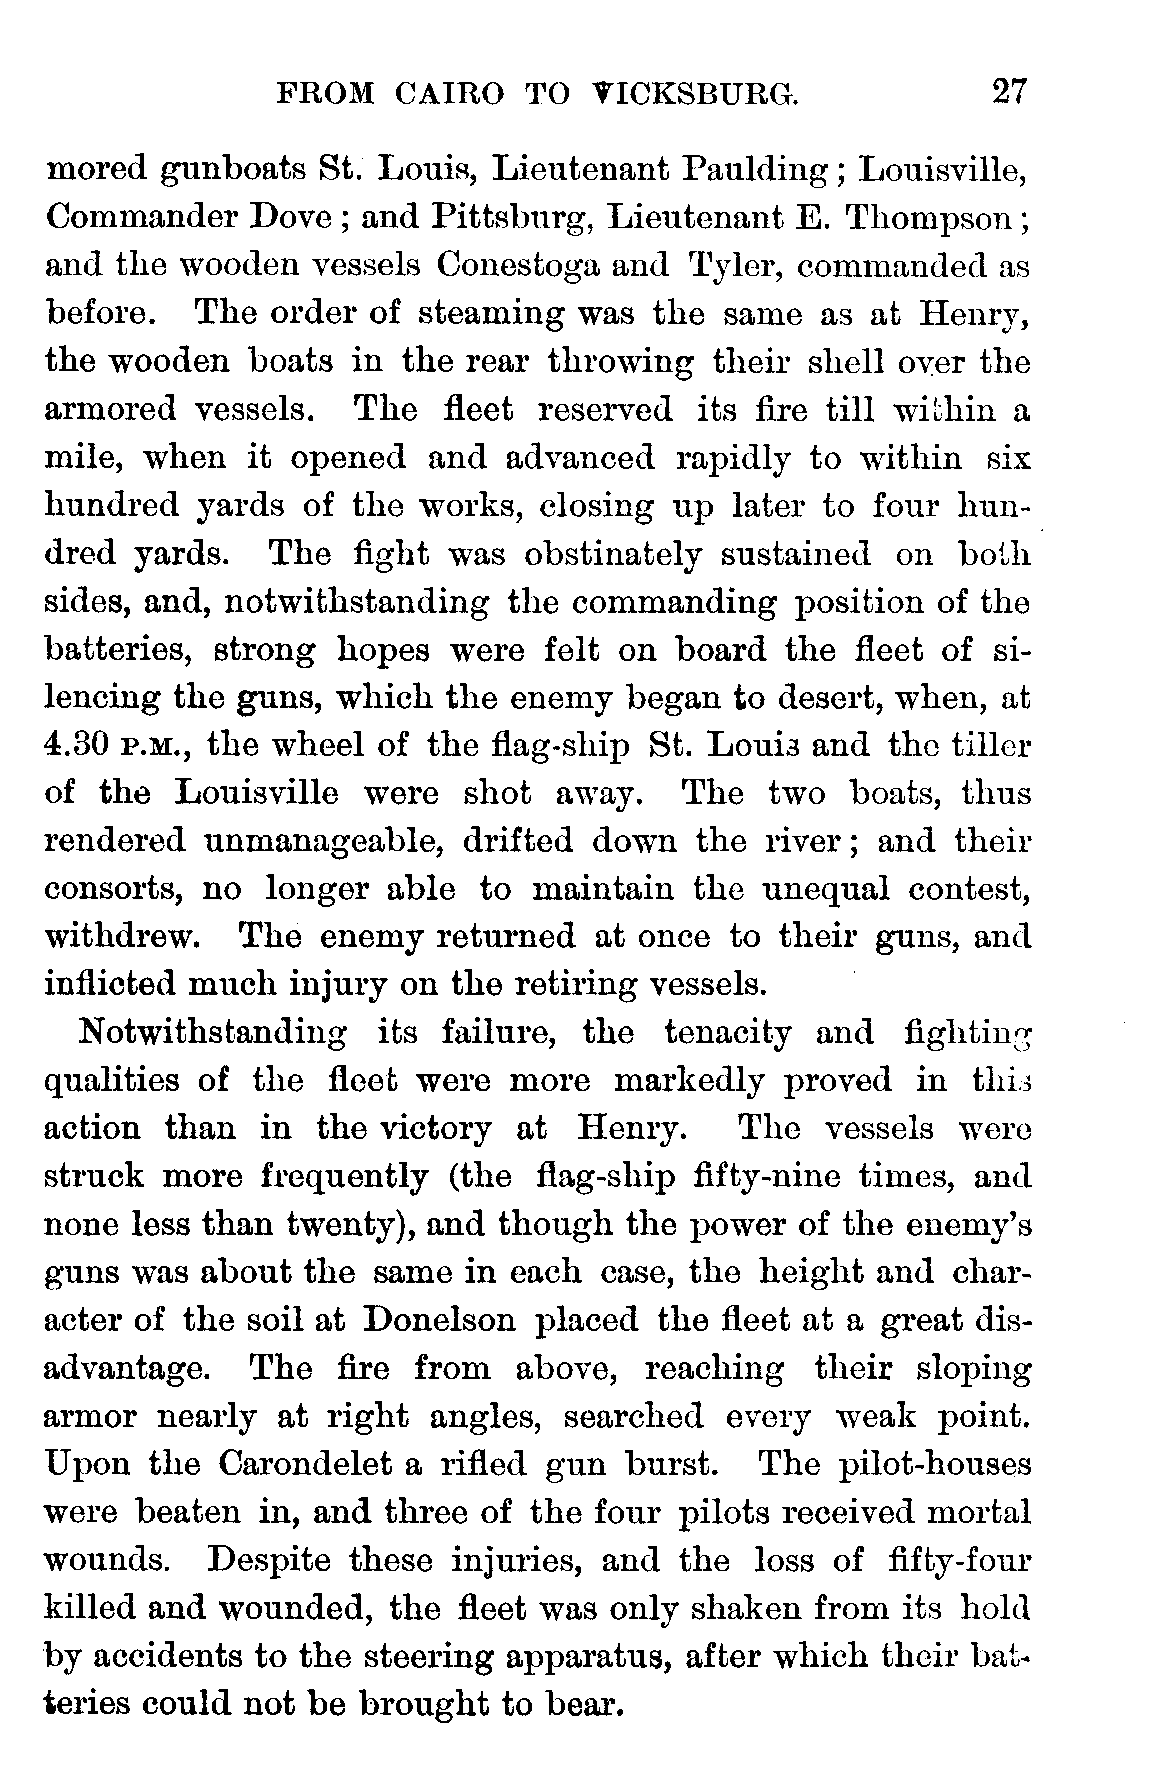 FROM CAIRO TO VICKSBURG. 27
mored gunboats St. Louis, Lieutenant Paulding; Louisville,
Commander Dove; and Pittsburg, Lieutenant E. Thompson;
and the wooden vessels Conestoga and Tyler, commanded as
before. The order of steaming was the same as at Henry,
the wooden boats in the rear throwing their shell over the
armored vessels. The fleet reserved its fire till within a
mile, when it opened and advanced rapidly to within six
hundred yards of the works, closing up later to four hun-
dred yards. The fight was obstinately sustained on both
sides, and, notwithstanding the commanding position of the
batteries, strong hopes were felt on board the fleet of si-
lencing the guns, which the enemy began to desert, when, at
4.30 P.M., the wheel of the flag-ship St. Louis and the tiller
of the Louisville were shot away. The two boats, thus
rendered unmanageable, drifted down the river; and their
consorts, no longer able to maintain the unequal contest,
withdrew. The enemy returned at once to their guns, and
inflicted much injury on the retiring vessels.
Notwithstanding its failure, the tenacity and fighting
qualities of the fleet were more markedly proved in this
action than in the victory at Henry. The vessels were
struck more frequently (the flag-ship fifty-nine times, and
none less than twenty), and though the power of the enemy's
guns was about the same in each case, the height and char-
acter of the soil at Donelson placed the fleet at a great dis-
advantage. The fire from above, reaching their sloping
armor nearly at right angles, searched every weak point.
Upon the Carondelet a rifled gun burst. The pilot-houses
were beaten in, and three of the four pilots received mortal
wounds. Despite these injuries, and the loss of fifty-four
killed and wounded, the fleet was only shaken from its hold
by accidents to the steering apparatus, after which their bat-
teries could not be brought to bear.